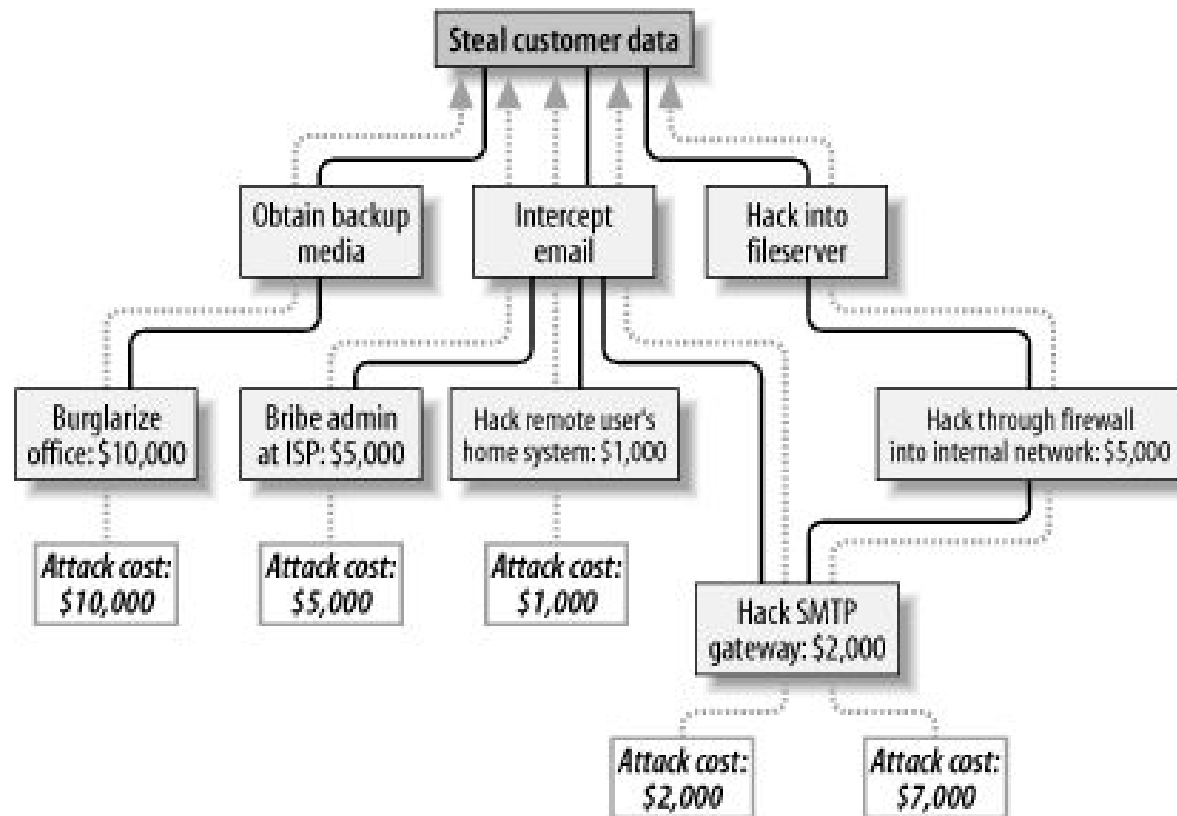 Steal customer data
Obtain backup
media
Intercept
email
Hack into
fileserver
Burglarize
office: $10,000
Bribe admin
at ISP: $5,000
Hack remote user's
home system: $1,000
Hack through firewall
into internal network: $5,000
Attack cost:
$10,000
Attack cost:
$5,000
Attack cost:
$1,000
Hack SMTP
gateway: $2,000
Attack cost:
$2,000
Attack cost:
$7,000